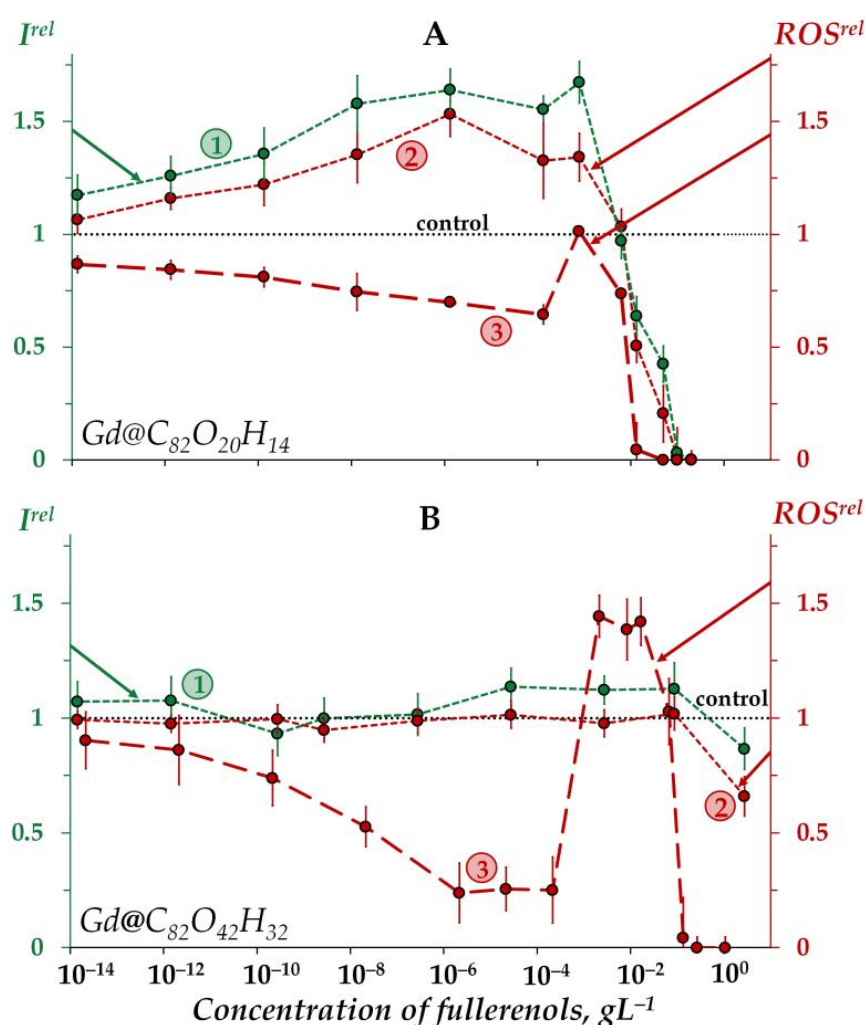 I^rel A ROS^rel
1.5 1.5
1
2
1 control 1
0.5 3 0.5
Gd@C₈₂O₂₀H₁₄
0 0
I^rel B ROS^rel
1.5 1.5
1
1 control 1
2
0.5 3 0.5
Gd@C₈₂O₄₂H₃₂
0 0
10⁻¹⁴ 10⁻¹² 10⁻¹⁰ 10⁻⁸ 10⁻⁶ 10⁻⁴ 10⁻² 10⁰
Concentration of fullerenols, gL⁻¹